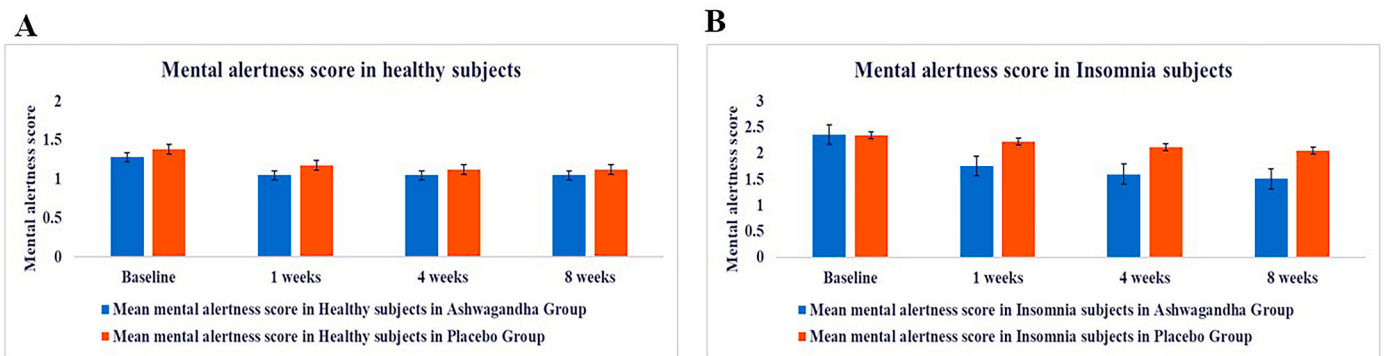 A
Mental alertness score in healthy subjects
Mental alertness score
2
1.5
1
0.5
0
Baseline
1 weeks
4 weeks
8 weeks
Mean mental alertness score in Healthy subjects in Ashwagandha Group
Mean mental alertness score in Healthy subjects in Placebo Group
B
Mental alertness score in Insomnia subjects
Mental alertness score
3
2.5
2
1.5
1
0.5
0
Baseline
1 weeks
4 weeks
8 weeks
Mean mental alertness score in Insomnia subjects in Ashwagandha Group
Mean mental alertness score in Insomnia subjects in Placebo Group